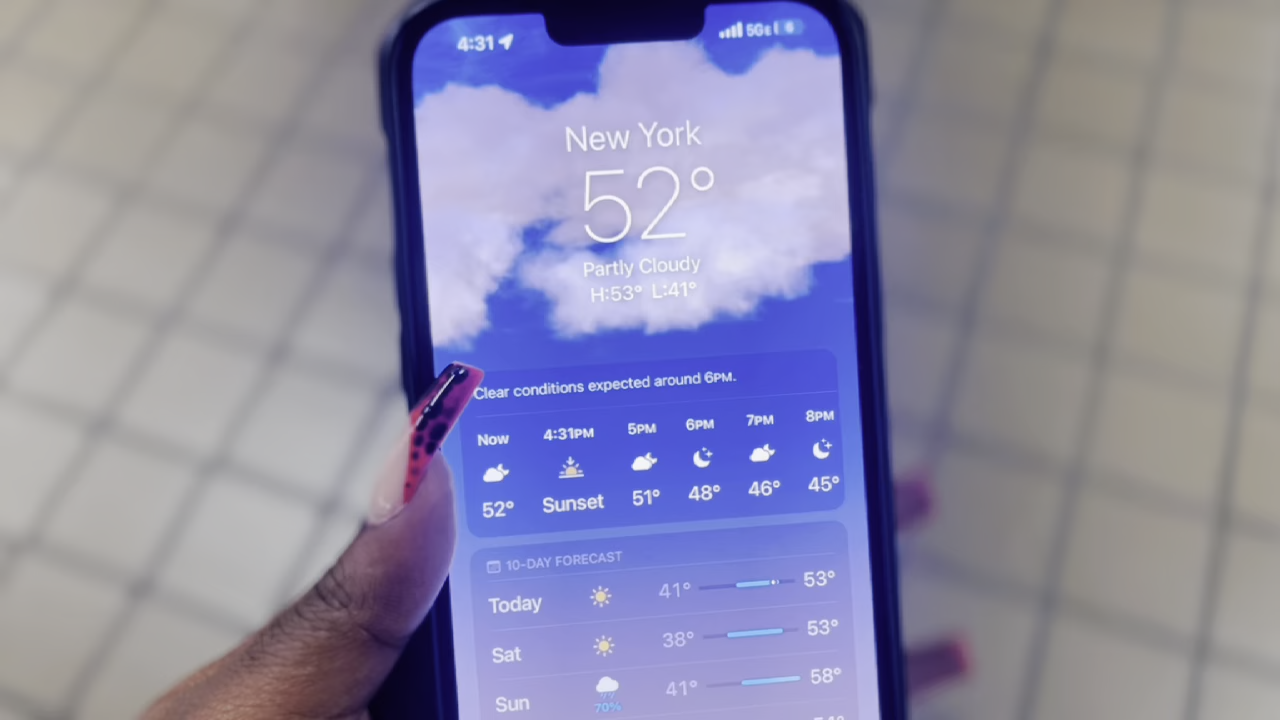 4:31 5GE 6
New York
52°
Partly Cloudy
H:53° L:41°
Clear conditions expected around 6PM.
Now 4:31PM 5PM 6PM 7PM 8PM
52° Sunset 51° 48° 46° 45°
10-DAY FORECAST
Today 41° 53°
Sat 38° 53°
Sun 70% 41° 58°